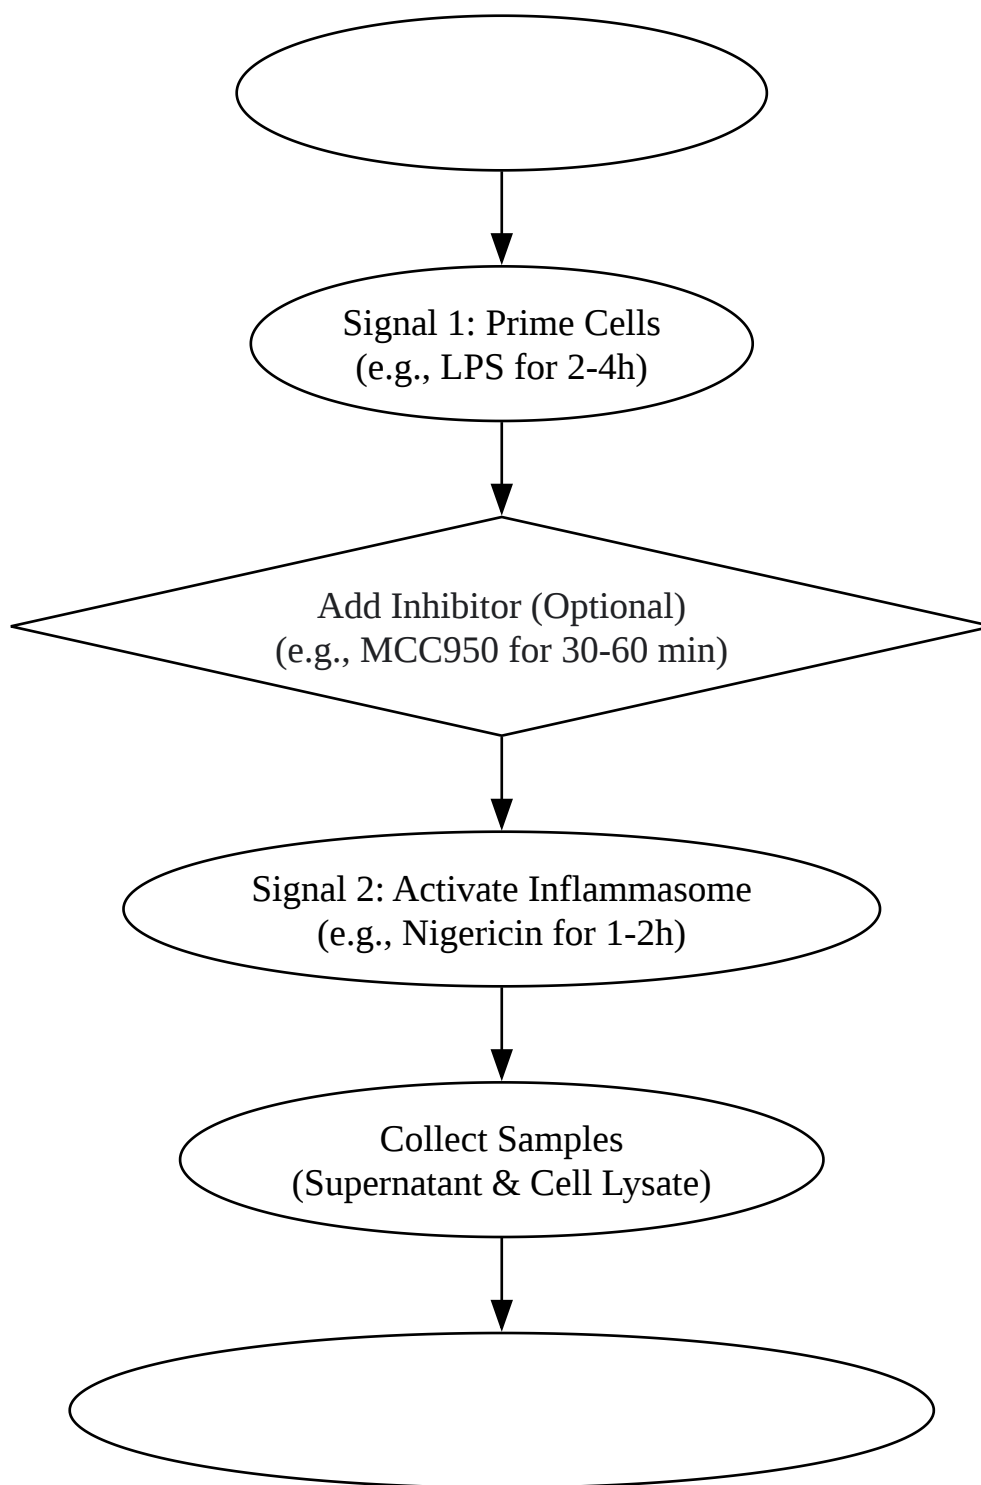 Signal 1: Prime Cells
(e.g., LPS for 2-4h)
Add Inhibitor (Optional)
(e.g., MCC950 for 30-60 min)
Signal 2: Activate Inflammasome
(e.g., Nigericin for 1-2h)
Collect Samples
(Supernatant & Cell Lysate)